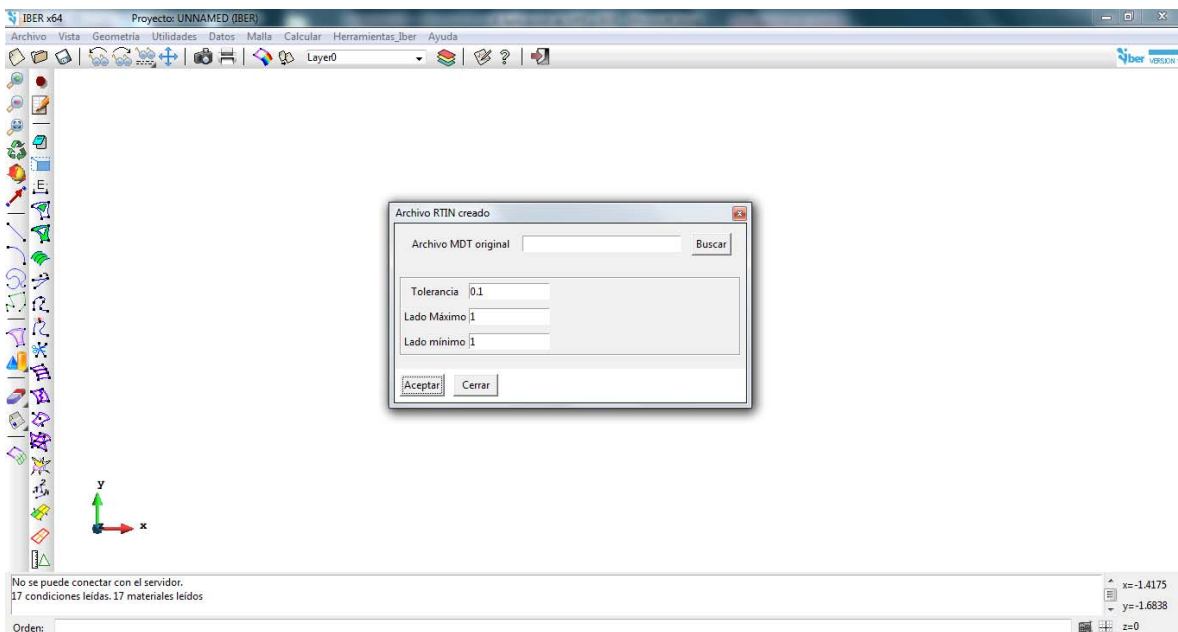 IBER x64 Proyecto: UNNAMED (IBER)
Archivo Vista Geometría Utilidades Datos Malla Calcular Herramientas_Iber Ayuda
Layer0
iber VERSION
E
Archivo RTIN creado
Archivo MDT original Buscar
Tolerancia 0.1
Lado Máximo 1
Lado mínimo 1
Aceptar Cerrar
y
z x
No se puede conectar con el servidor.
17 condiciones leídas. 17 materiales leídos
x=-1.4175
y=-1.6838
Orden: z=0